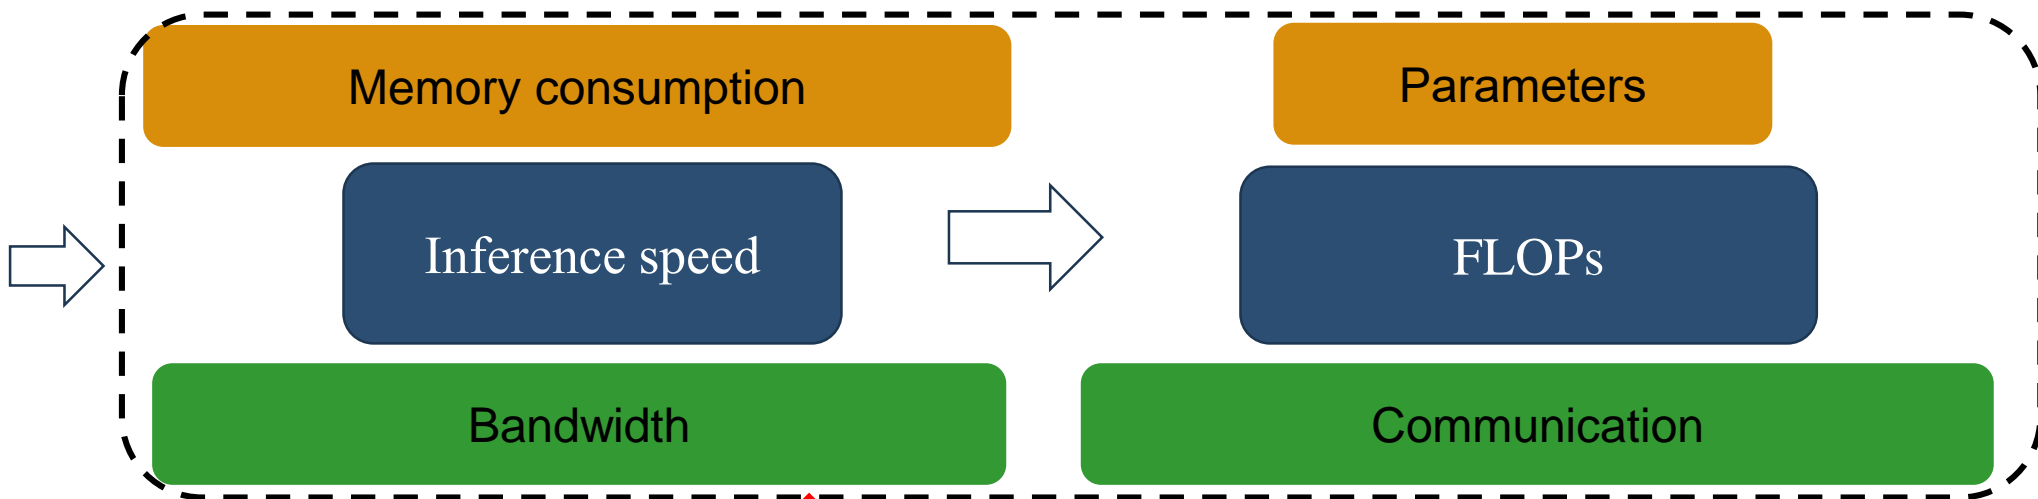 Memory consumption
Parameters
Inference speed
FLOPs
Bandwidth
Communication